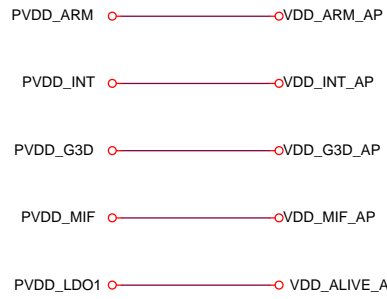 PVDD_ARM VDD_ARM_AP
PVDD_INT VDD_INT_AP
PVDD_G3D VDD_G3D_AP
PVDD_MIF VDD_MIF_AP
PVDD_LDO1 VDD_ALIVE_A